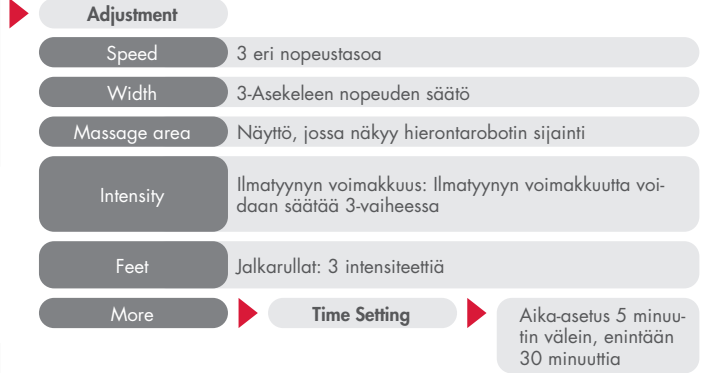 Adjustment
Speed
3 eri nopeustasoa
Width
3-Asekeleen nopeuden säätö
Massage area
Näyttö, jossa näkyy hierontarobotin sijainti
Intensity
Ilmatyynyn voimakkuus: Ilmatyynyn voimakkuutta voi-
daan säätää 3-vaiheessa
Feet
Jalkarullat: 3 intensiteettiä
More
Time Setting
Aika-asetus 5 minuu-
tin välein, enintään
30 minuuttia